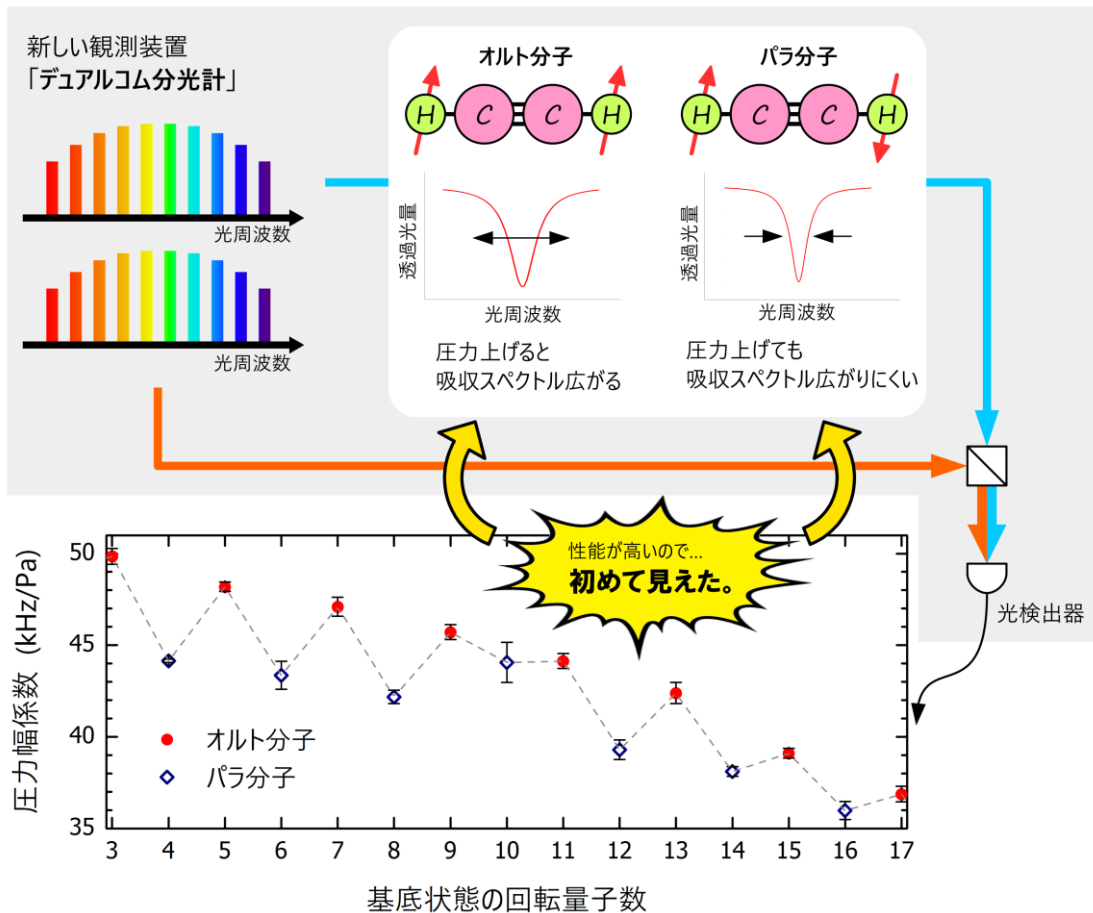 新しい観測装置
「デュアルコム分光計」
光周波数
光周波数
オルト分子
H C C H
透過光量
光周波数
圧力上げると
吸収スペクトル広がる
パラ分子
H C C H
透過光量
光周波数
圧力上げても
吸収スペクトル広がりにくい
性能が高いので...
初めて見えた。
光検出器
圧力幅係数 (kHz/Pa)
50
45
40
35
オルト分子
パラ分子
3 4 5 6 7 8 9 10 11 12 13 14 15 16 17
基底状態の回転量子数